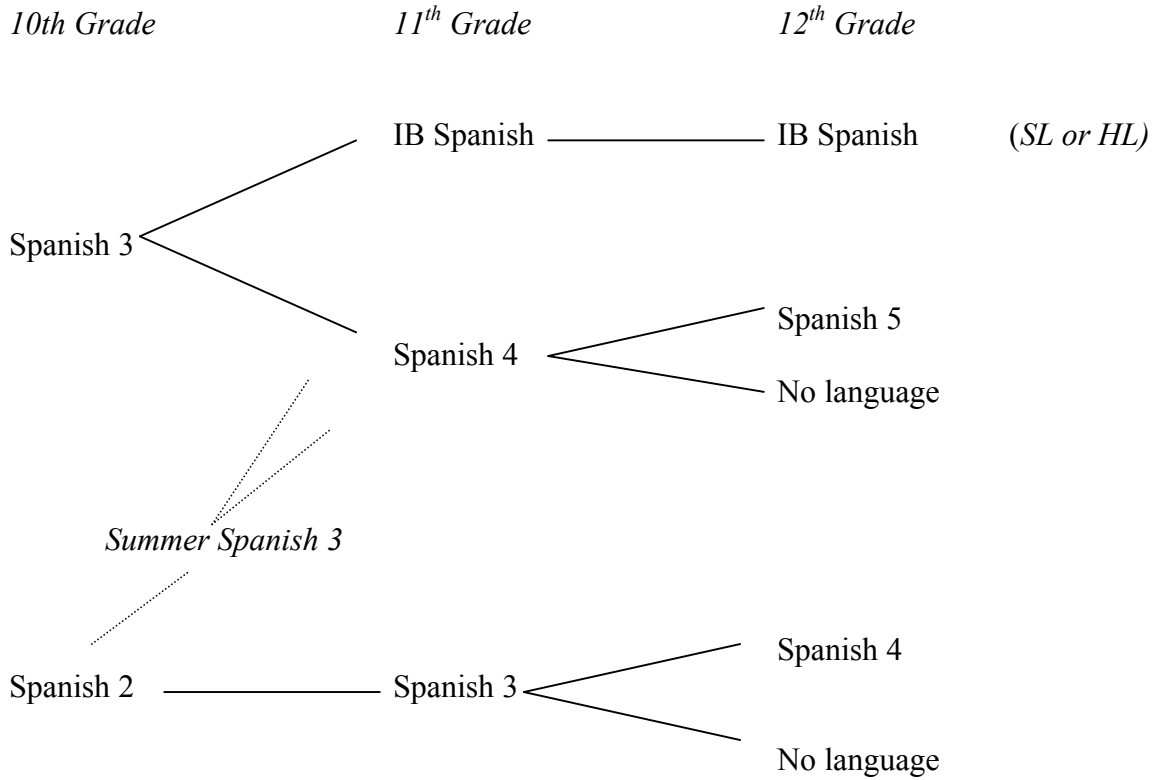 10th Grade 11th Grade 12th Grade
IB Spanish IB Spanish (SL or HL)
Spanish 3
Spanish 5
Spanish 4
No language
Summer Spanish 3
Spanish 4
Spanish 2 Spanish 3
No language